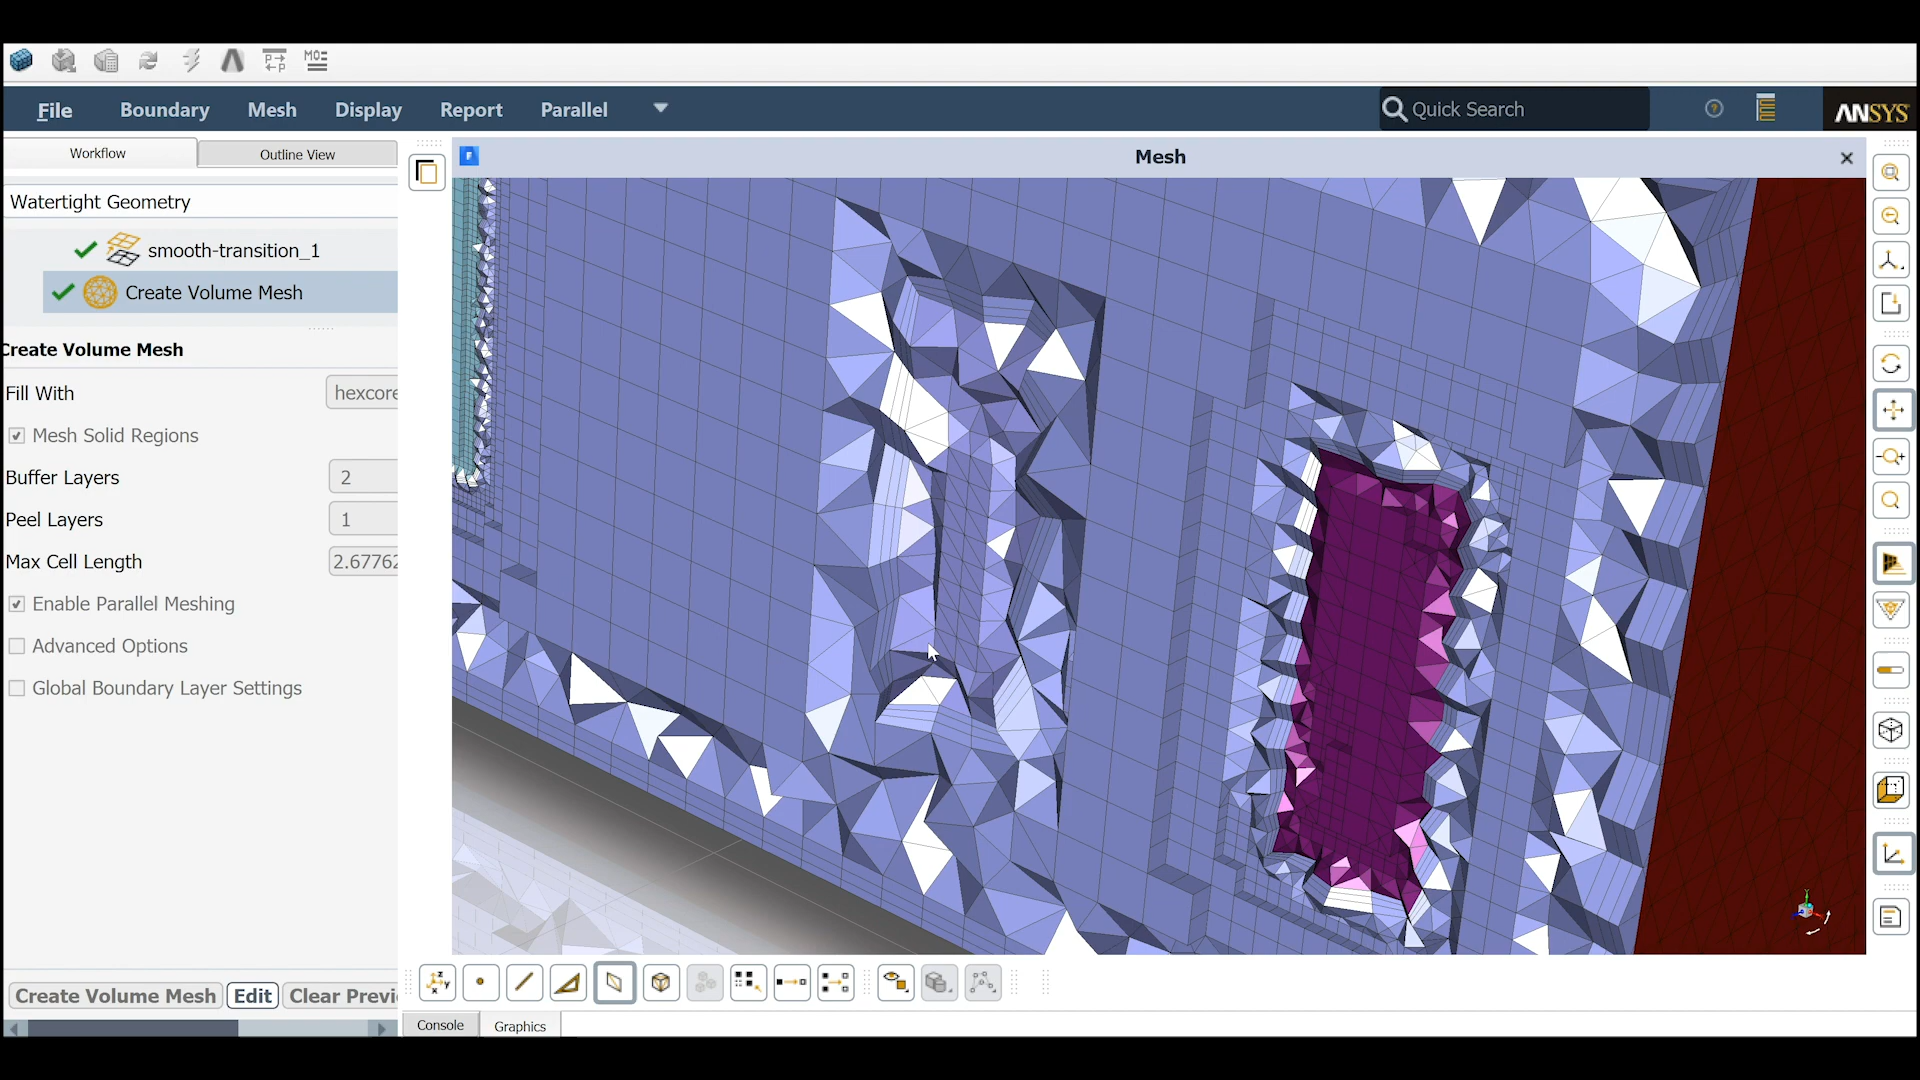 MO
P
P
File
Boundary
Mesh
Display
Report
Parallel
Quick Search
ANSYS
Workflow
Outline View
Mesh
Watertight Geometry
smooth-transition_1
Create Volume Mesh
Create Volume Mesh
Fill With
hexcore
Mesh Solid Regions
Buffer Layers
2
Peel Layers
1
Max Cell Length
2.67762
Enable Parallel Meshing
Advanced Options
Global Boundary Layer Settings
Create Volume Mesh
Edit
Clear Previ
Console
Graphics